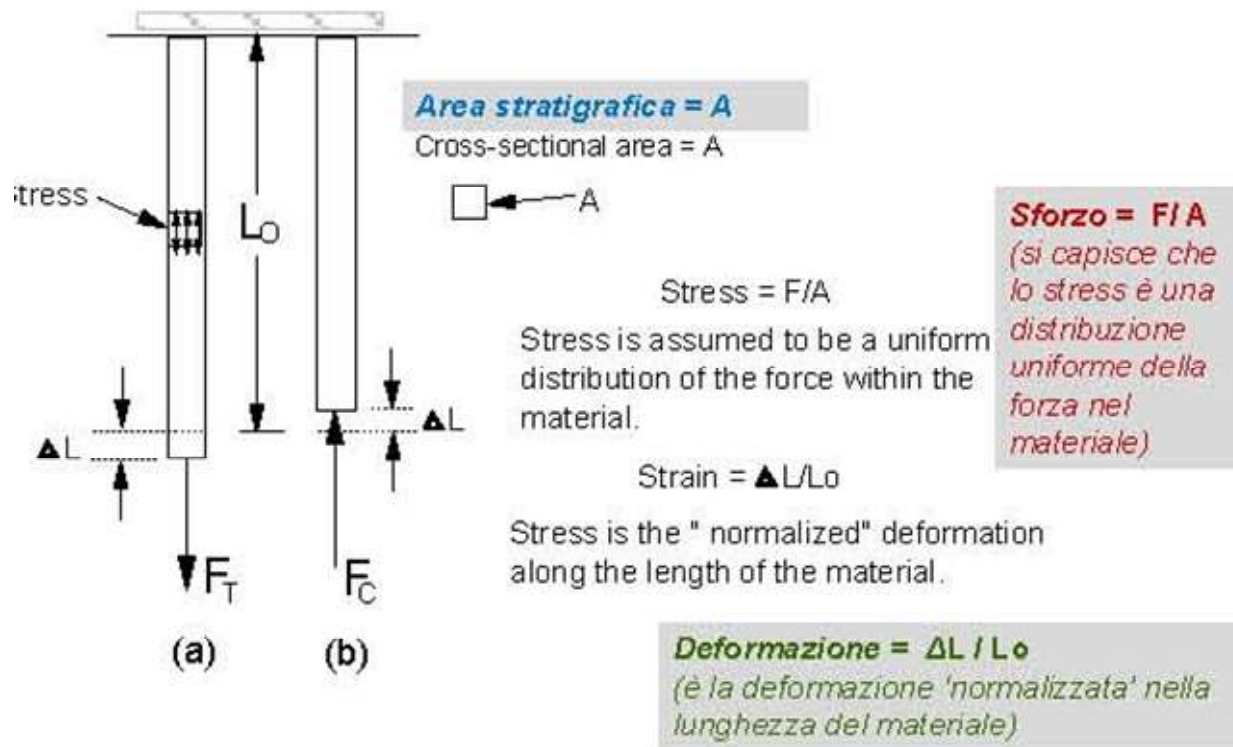 Area stratigrafica = A
Cross-sectional area = A
A
Stress
Lo
Sforzo = F/ A
(si capisce che
lo stress è una
distribuzione
uniforme della
forza nel
materiale)
Stress = F/A
Stress is assumed to be a uniform
distribution of the force within the
material.
ΔL
ΔL
Strain = ΔL/Lo
Stress is the " normalized" deformation
along the length of the material.
FT
FC
(a)
(b)
Deformazione = ΔL / Lo
(è la deformazione 'normalizzata' nella
lunghezza del materiale)